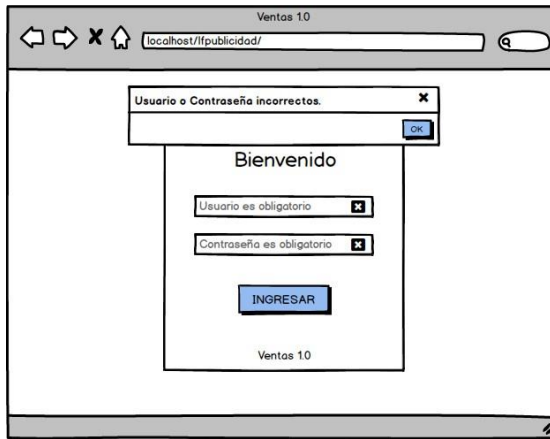 Ventas 1.0
localhost/lfpublicidad/
Usuario o Contraseña incorrectos.
OK
Bienvenido
Usuario es obligatorio
Contraseña es obligatorio
INGRESAR
Ventas 1.0